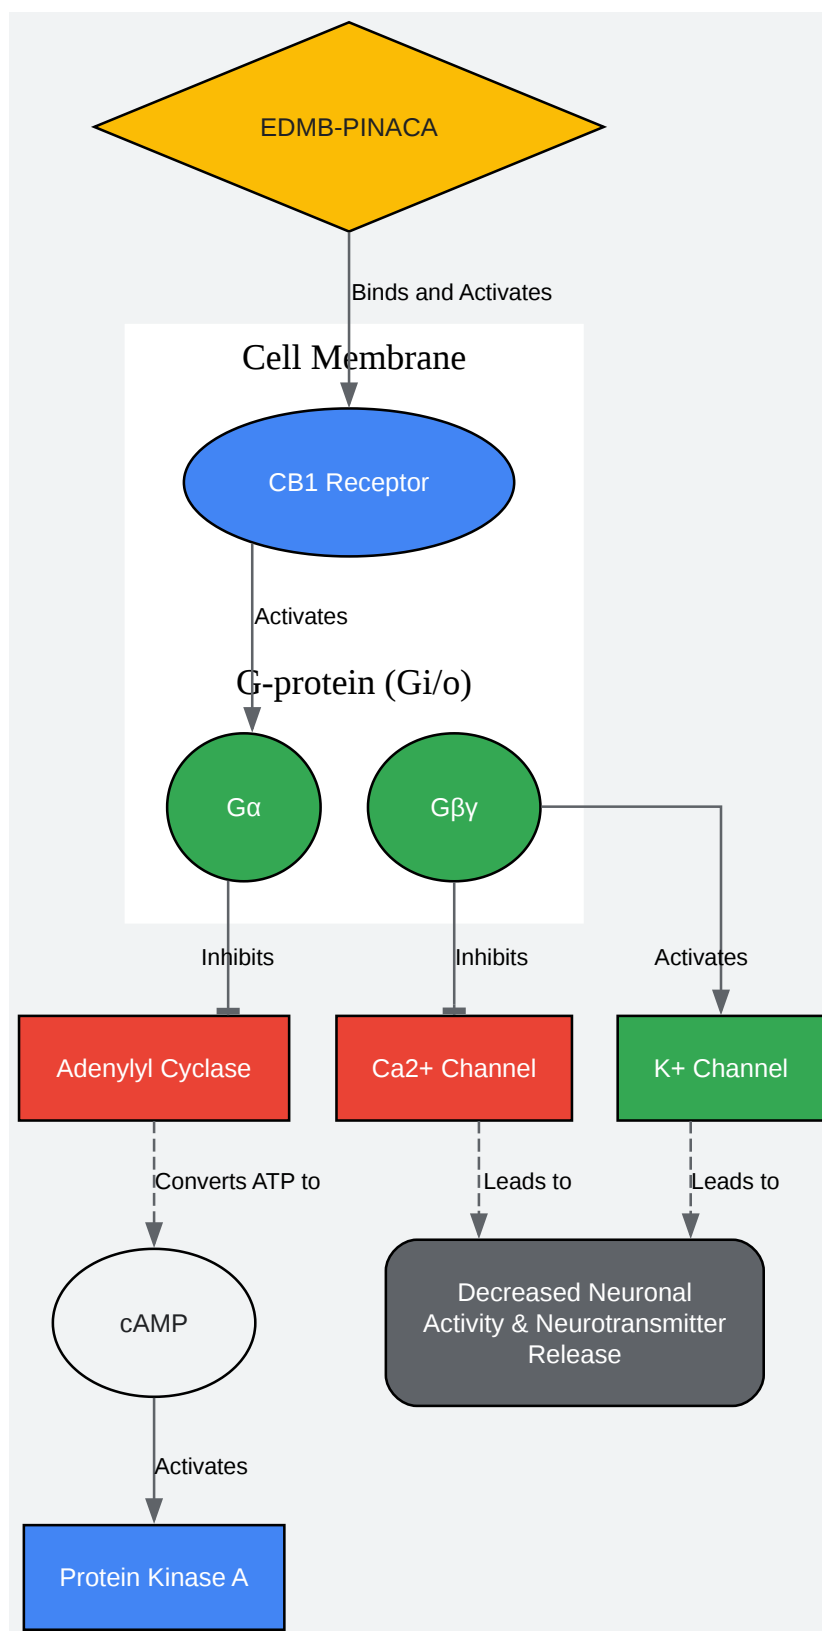 EDMB-PINACA
Binds and Activates
Cell Membrane
CB1 Receptor
Activates
G-protein (Gi/o)
Gα
Gβγ
Inhibits
Inhibits
Activates
Adenylyl Cyclase
Ca2+ Channel
K+ Channel
Converts ATP to
Leads to
Leads to
cAMP
Decreased Neuronal
Activity & Neurotransmitter
Release
Activates
Protein Kinase A